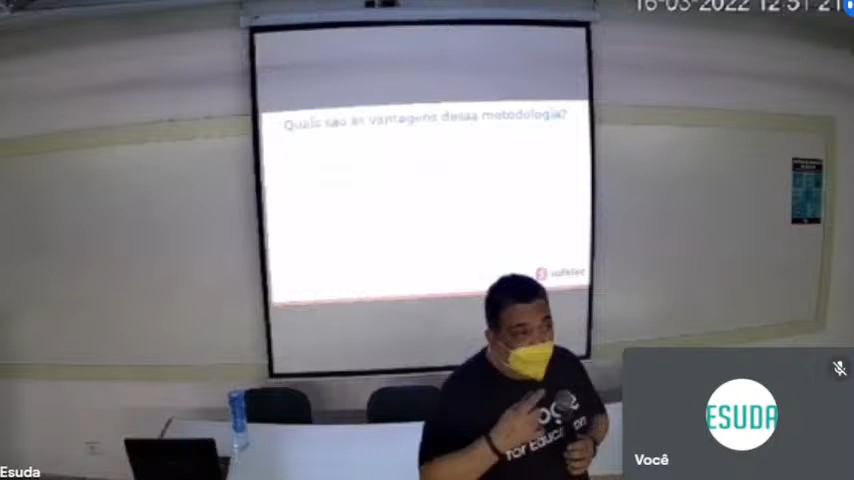 16-03-2022 12:51:21
Quais são as vantagens dessa metodologia?
for Education
ESUDA
Você
Esuda